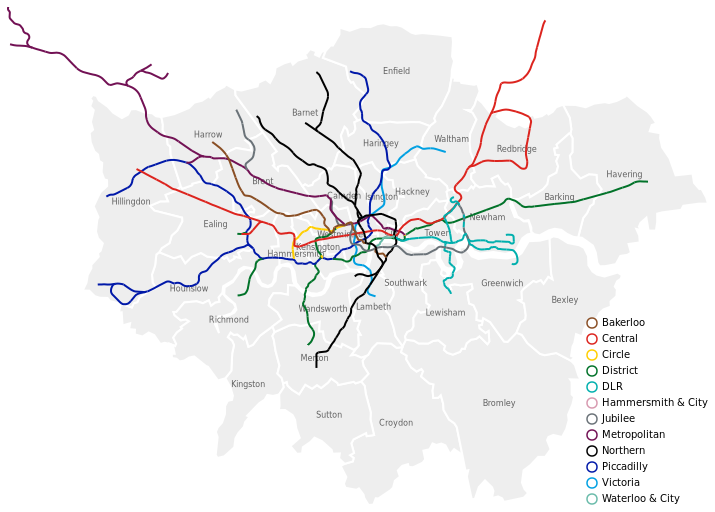 Enfield
Barnet
Harrow
Haringey
Waltham
Redbridge
Havering
Brent
Camden
Islington
Hackney
Barking
Hillingdon
Ealing
Westminster
Tower
Newham
Kensington
Hammersmith
Hounslow
Southwark
Greenwich
Wandsworth
Lambeth
Lewisham
Bexley
Richmond
Merton
Kingston
Sutton
Croydon
Bromley
Bakerloo
Central
Circle
District
DLR
Hammersmith & City
Jubilee
Metropolitan
Northern
Piccadilly
Victoria
Waterloo & City